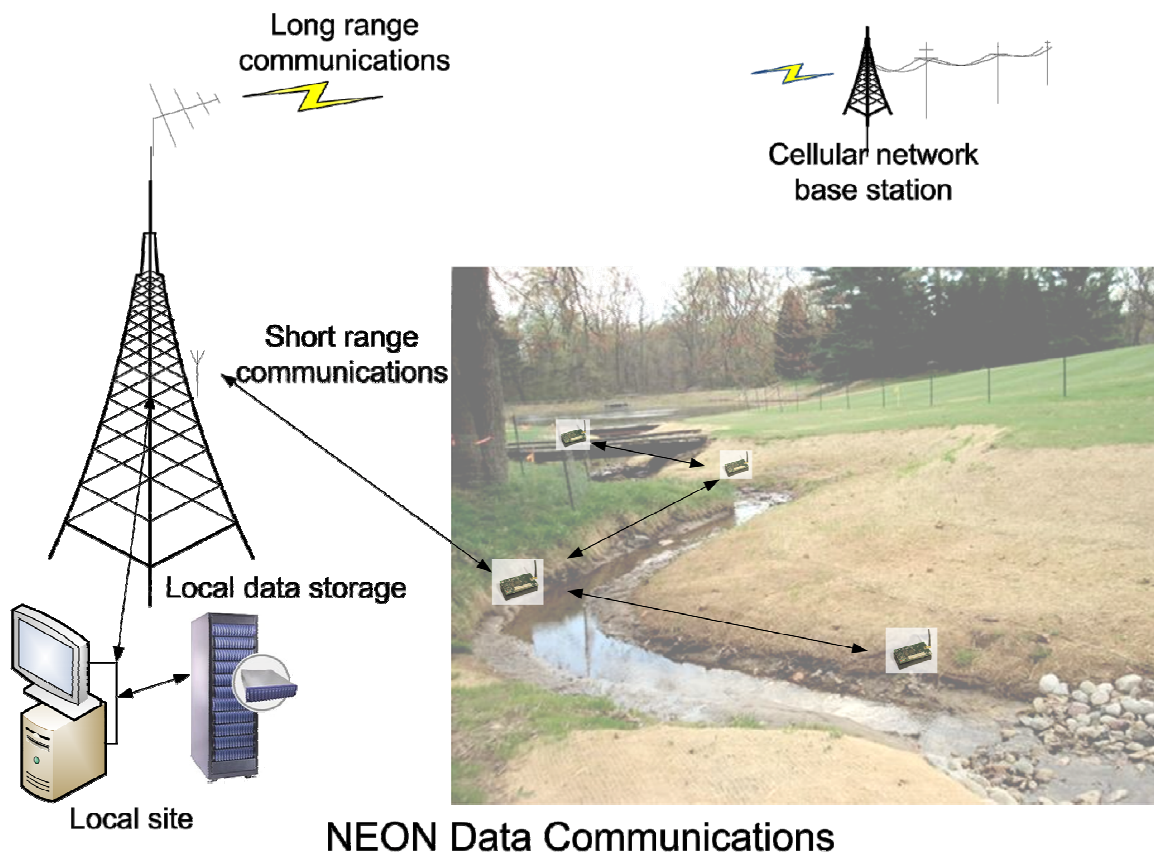 Long range
communications
Cellular network
base station
Short range
communications
Local data storage
Local site
NEON Data Communications